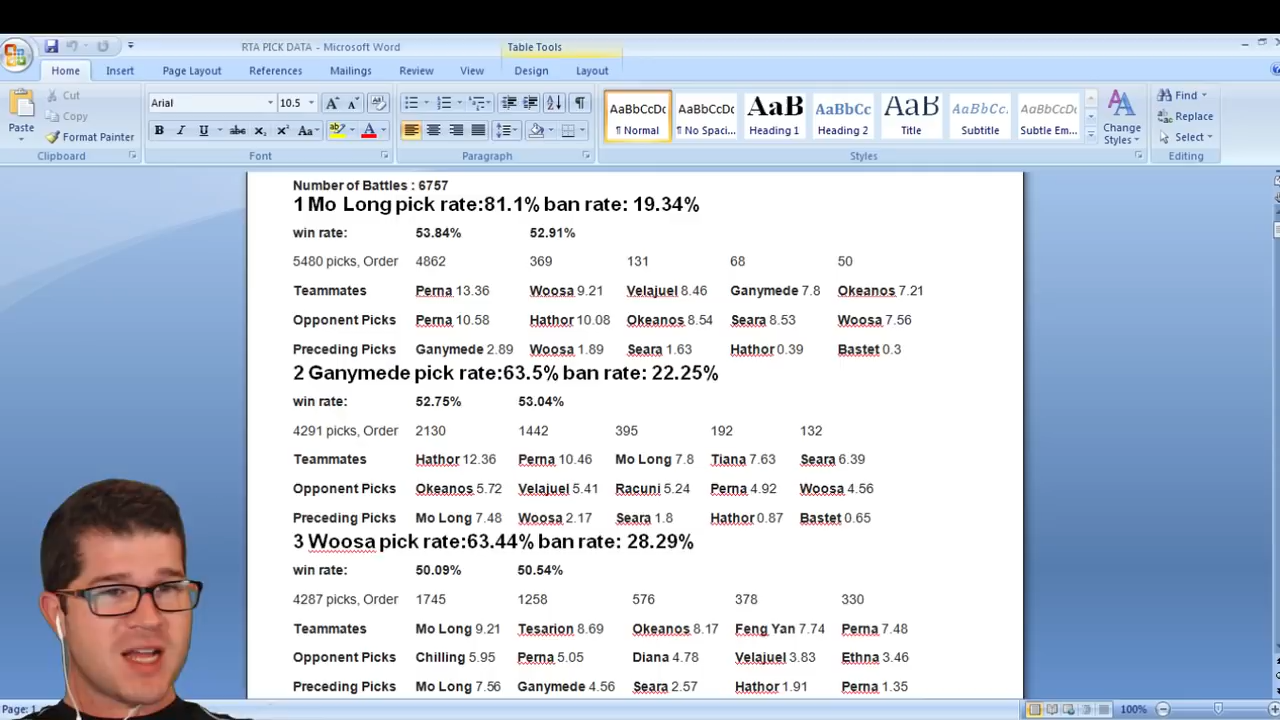 RTA PICK DATA - Microsoft Word
Table Tools
Home Insert Page Layout References Mailings Review View Design Layout
Paste
Cut
Copy
Format Painter
Clipboard
Arial 10.5
Font
Paragraph
AaBbCcDc AaBbCcDc AaB AaBbCc AaB AaBbCc. AaBbCcDc
¶ Normal ¶ No Spaci... Heading 1 Heading 2 Title Subtitle Subtle Em...
Styles
Change Styles
Find
Replace
Select
Editing
Number of Battles : 6757
1 Mo Long pick rate:81.1% ban rate: 19.34%
win rate: 53.84% 52.91%
5480 picks, Order 4862 369 131 68 50
Teammates Perna 13.36 Woosa 9.21 Velajuel 8.46 Ganymede 7.8 Okeanos 7.21
Opponent Picks Perna 10.58 Hathor 10.08 Okeanos 8.54 Seara 8.53 Woosa 7.56
Preceding Picks Ganymede 2.89 Woosa 1.89 Seara 1.63 Hathor 0.39 Bastet 0.3
2 Ganymede pick rate:63.5% ban rate: 22.25%
win rate: 52.75% 53.04%
4291 picks, Order 2130 1442 395 192 132
Teammates Hathor 12.36 Perna 10.46 Mo Long 7.8 Tiana 7.63 Seara 6.39
Opponent Picks Okeanos 5.72 Velajuel 5.41 Racuni 5.24 Perna 4.92 Woosa 4.56
Preceding Picks Mo Long 7.48 Woosa 2.17 Seara 1.8 Hathor 0.87 Bastet 0.65
3 Woosa pick rate:63.44% ban rate: 28.29%
win rate: 50.09% 50.54%
4287 picks, Order 1745 1258 576 378 330
Teammates Mo Long 9.21 Tesarion 8.69 Okeanos 8.17 Feng Yan 7.74 Perna 7.48
Opponent Picks Chilling 5.95 Perna 5.05 Diana 4.78 Velajuel 3.83 Ethna 3.46
Preceding Picks Mo Long 7.56 Ganymede 4.56 Seara 2.57 Hathor 1.91 Perna 1.35
Page: 1
100%